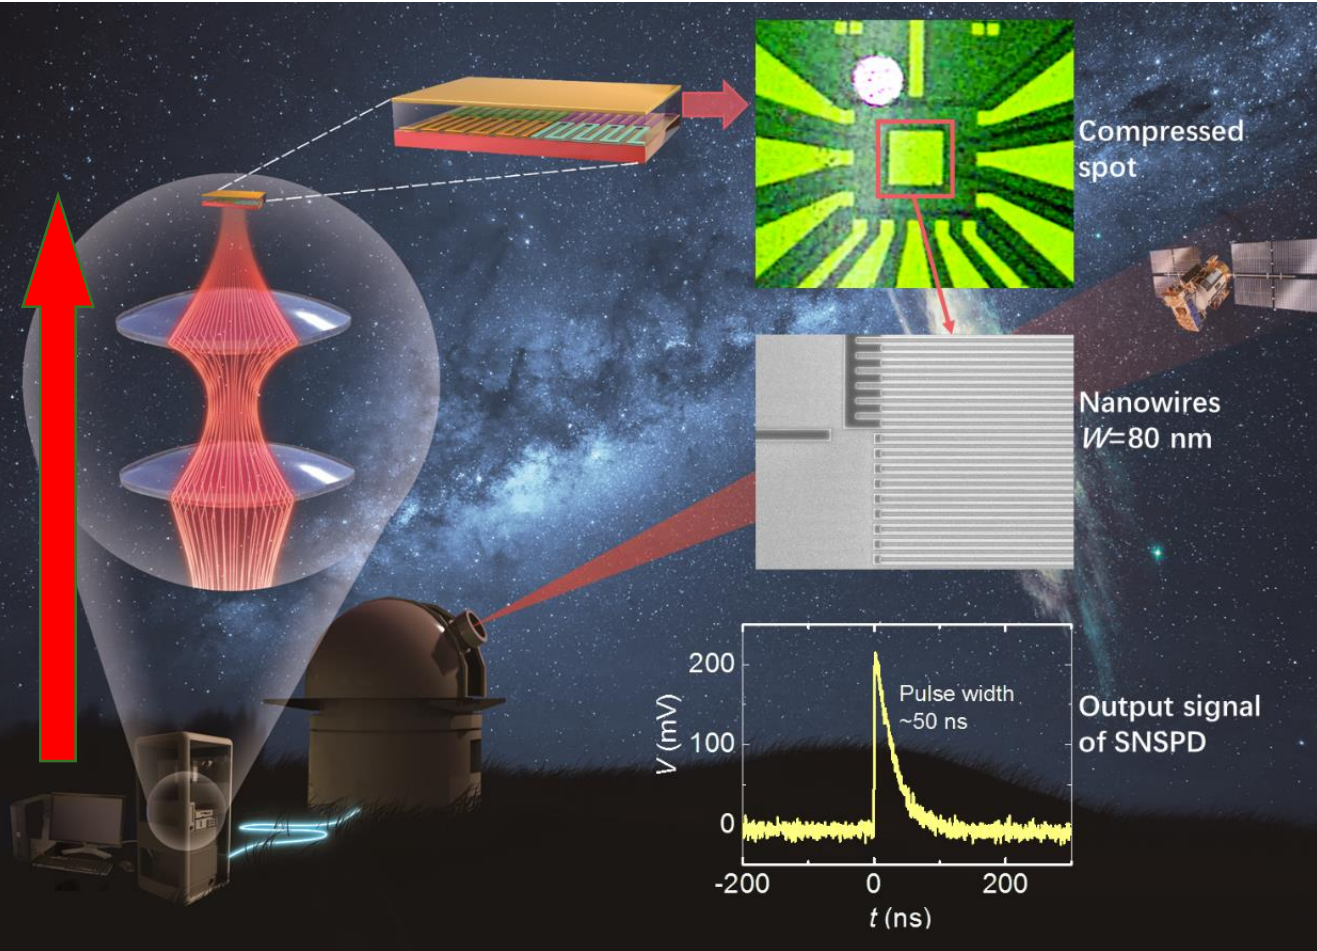 Compressed
spot
Nanowires
W=80 nm
200
100
0
V (mV)
Pulse width
~50 ns
-200
0
200
t (ns)
Output signal
of SNSPD